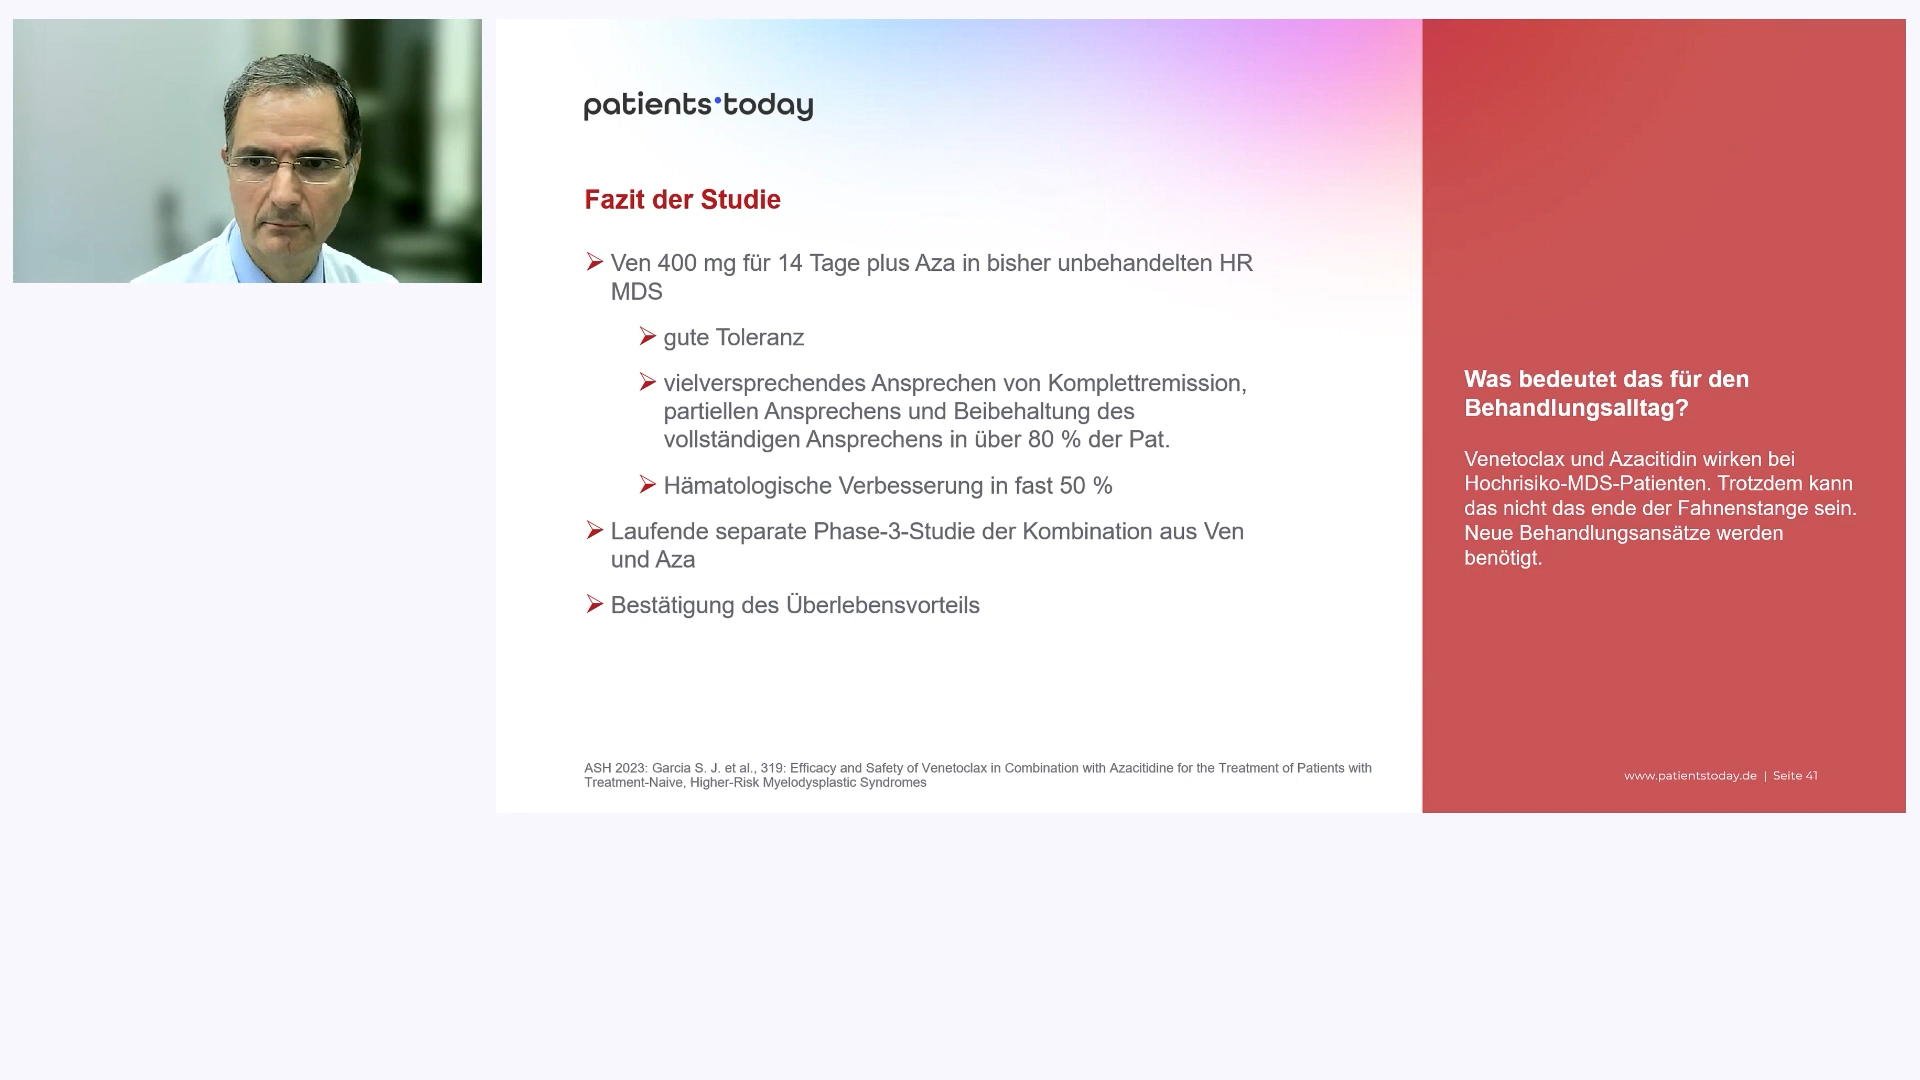 patients•today
Fazit der Studie
Ven 400 mg für 14 Tage plus Aza in bisher unbehandelten HR
MDS
gute Toleranz
vielversprechendes Ansprechen von Komplettremission,
partiellen Ansprechens und Beibehaltung des
vollständigen Ansprechens in über 80 % der Pat.
Hämatologische Verbesserung in fast 50 %
Laufende separate Phase-3-Studie der Kombination aus Ven
und Aza
Bestätigung des Überlebensvorteils
ASH 2023: Garcia S. J. et al., 319: Efficacy and Safety of Venetoclax in Combination with Azacitidine for the Treatment of Patients with
Treatment-Naive, Higher-Risk Myelodysplastic Syndromes
Was bedeutet das für den
Behandlungsalltag?
Venetoclax und Azacitidin wirken bei
Hochrisiko-MDS-Patienten. Trotzdem kann
das nicht das ende der Fahnenstange sein.
Neue Behandlungsansätze werden
benötigt.
www.patientstoday.de | Seite 41